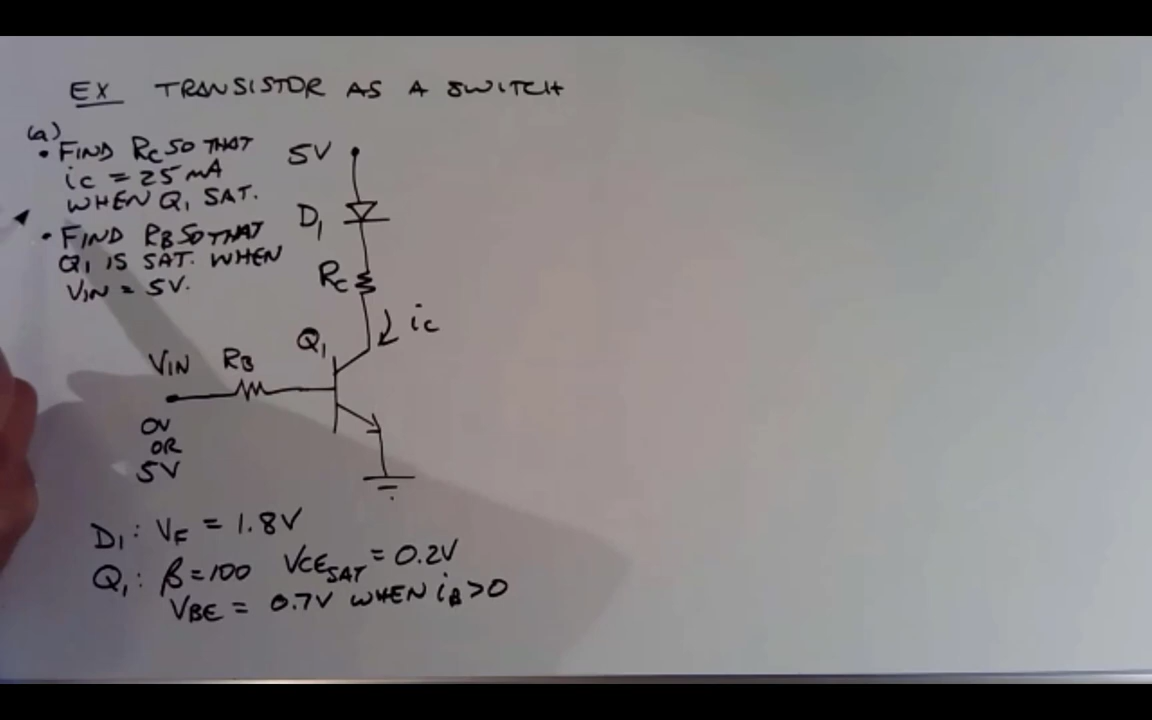 EX TRANSISTOR AS A SWITCH
(a)
• FIND RC SO THAT
ic = 25 mA
WHEN Q1 SAT.
• FIND RB SO THAT
Q1 IS SAT. WHEN
VIN = 5V.
5V
D1
RC
ic
Q1
VIN RB
0V
OR
5V
D1: VF = 1.8V
Q1: β=100 VCESAT = 0.2V
VBE = 0.7V WHEN iB>0